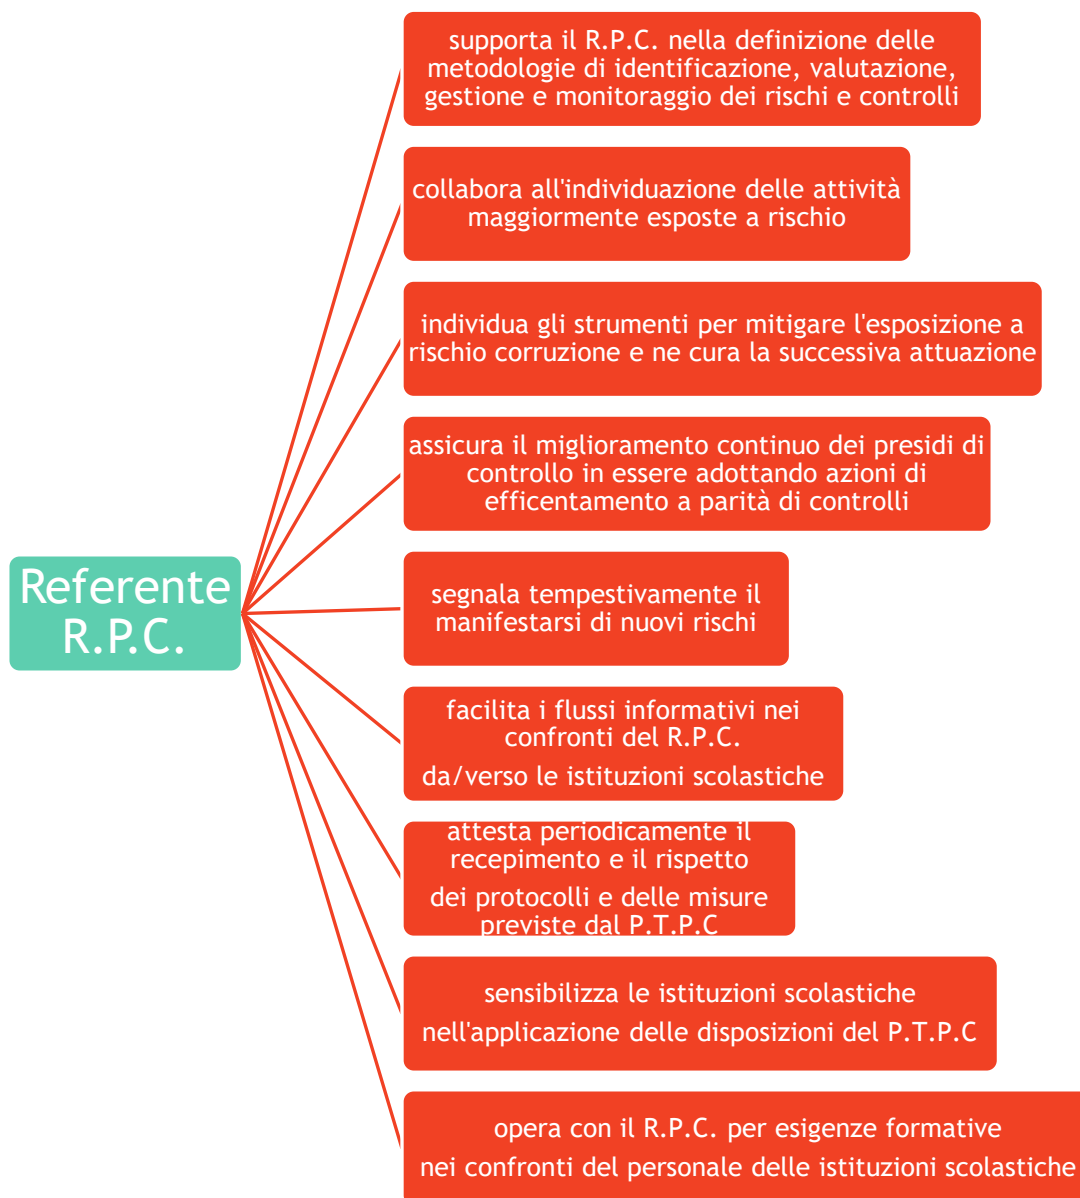 supporta il R.P.C. nella definizione delle
metodologie di identificazione, valutazione,
gestione e monitoraggio dei rischi e controlli
collabora all'individuazione delle attività
maggiormente esposte a rischio
individua gli strumenti per mitigare l'esposizione a
rischio corruzione e ne cura la successiva attuazione
assicura il miglioramento continuo dei presidi di
controllo in essere adottando azioni di
efficentamento a parità di controlli
Referente
R.P.C.
segnala tempestivamente il
manifestarsi di nuovi rischi
facilita i flussi informativi nei
confronti del R.P.C.
da/verso le istituzioni scolastiche
attesta periodicamente il
recepimento e il rispetto
dei protocolli e delle misure
previste dal P.T.P.C
sensibilizza le istituzioni scolastiche
nell'applicazione delle disposizioni del P.T.P.C
opera con il R.P.C. per esigenze formative
nei confronti del personale delle istituzioni scolastiche